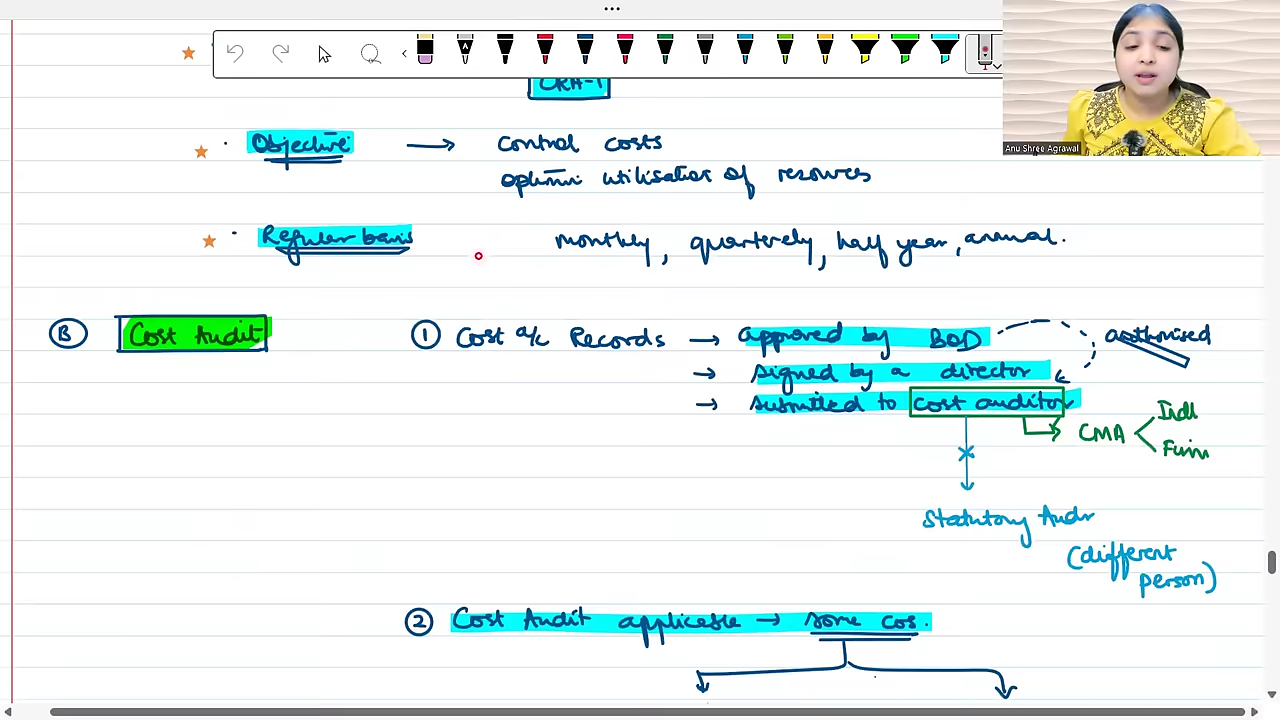 CRA-1
Objective → control costs
optimum utilisation of resources
Regular basis monthly, quarterly, half year, annual.
B Cost Audit 1 Cost a/c Records → approved by BOD authorised
→ signed by a director
→ submitted to cost auditor
CMA Indl
Firm
Statutory Audr
(different
person)
2 Cost Audit applicable → some cos.
Anu Shree Agrawal